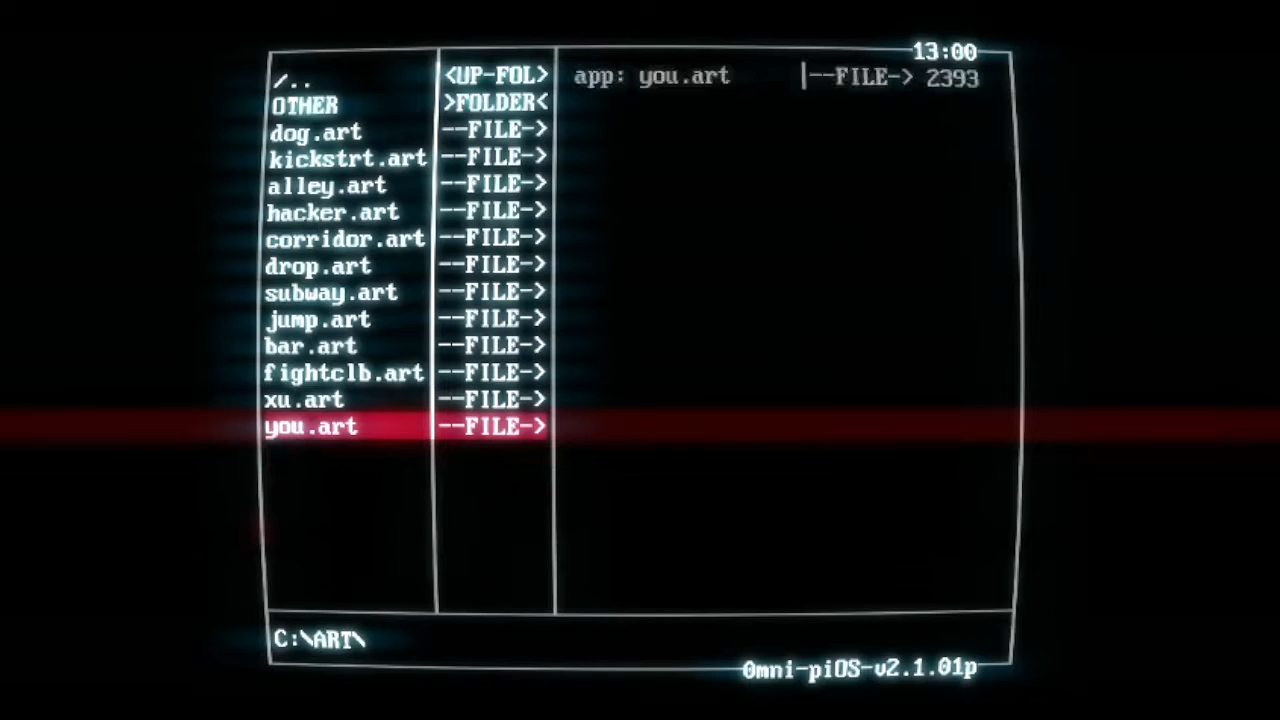 13:00
/.. <UP-FOL> app: you.art |--FILE-> 2393
OTHER >FOLDER<
dog.art --FILE->
kickstrt.art --FILE->
alley.art --FILE->
hacker.art --FILE->
corridor.art --FILE->
drop.art --FILE->
subway.art --FILE->
jump.art --FILE->
bar.art --FILE->
fightclb.art --FILE->
xu.art --FILE->
you.art --FILE->
C:\ART\
Omni-piOS-v2.1.01p